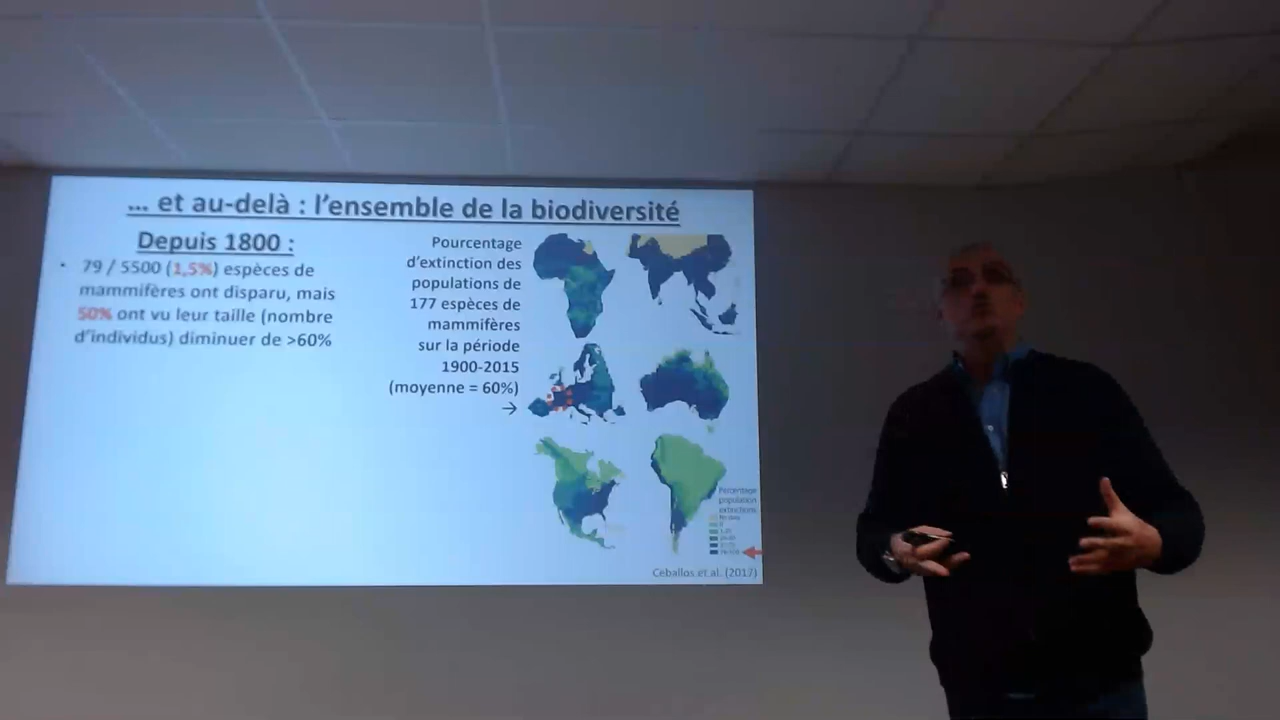 ... et au-delà : l'ensemble de la biodiversité
Depuis 1800 :
• 79 / 5500 (1,5%) espèces de
mammifères ont disparu, mais
50% ont vu leur taille (nombre
d'individus) diminuer de >60%
Pourcentage
d'extinction des
populations de
177 espèces de
mammifères
sur la période
1900-2015
(moyenne = 60%)
→
Percentage
population
extinctions
Ceballos et al. (2017)